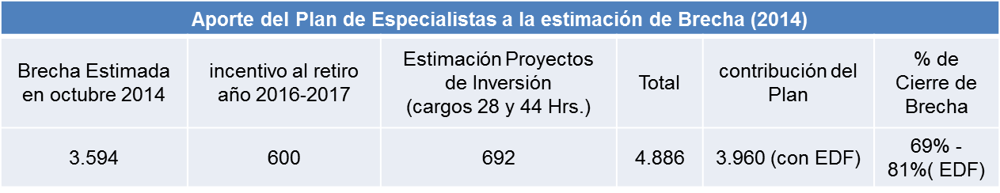 Aporte del Plan de Especialistas a la estimación de Brecha (2014)
Brecha Estimada
en octubre 2014
incentivo al retiro
año 2016-2017
Estimación Proyectos
de Inversión
(cargos 28 y 44 Hrs.)
Total
contribución del
Plan
% de
Cierre de
Brecha
3.594
600
692
4.886
3.960 (con EDF)
69% -
81%( EDF)